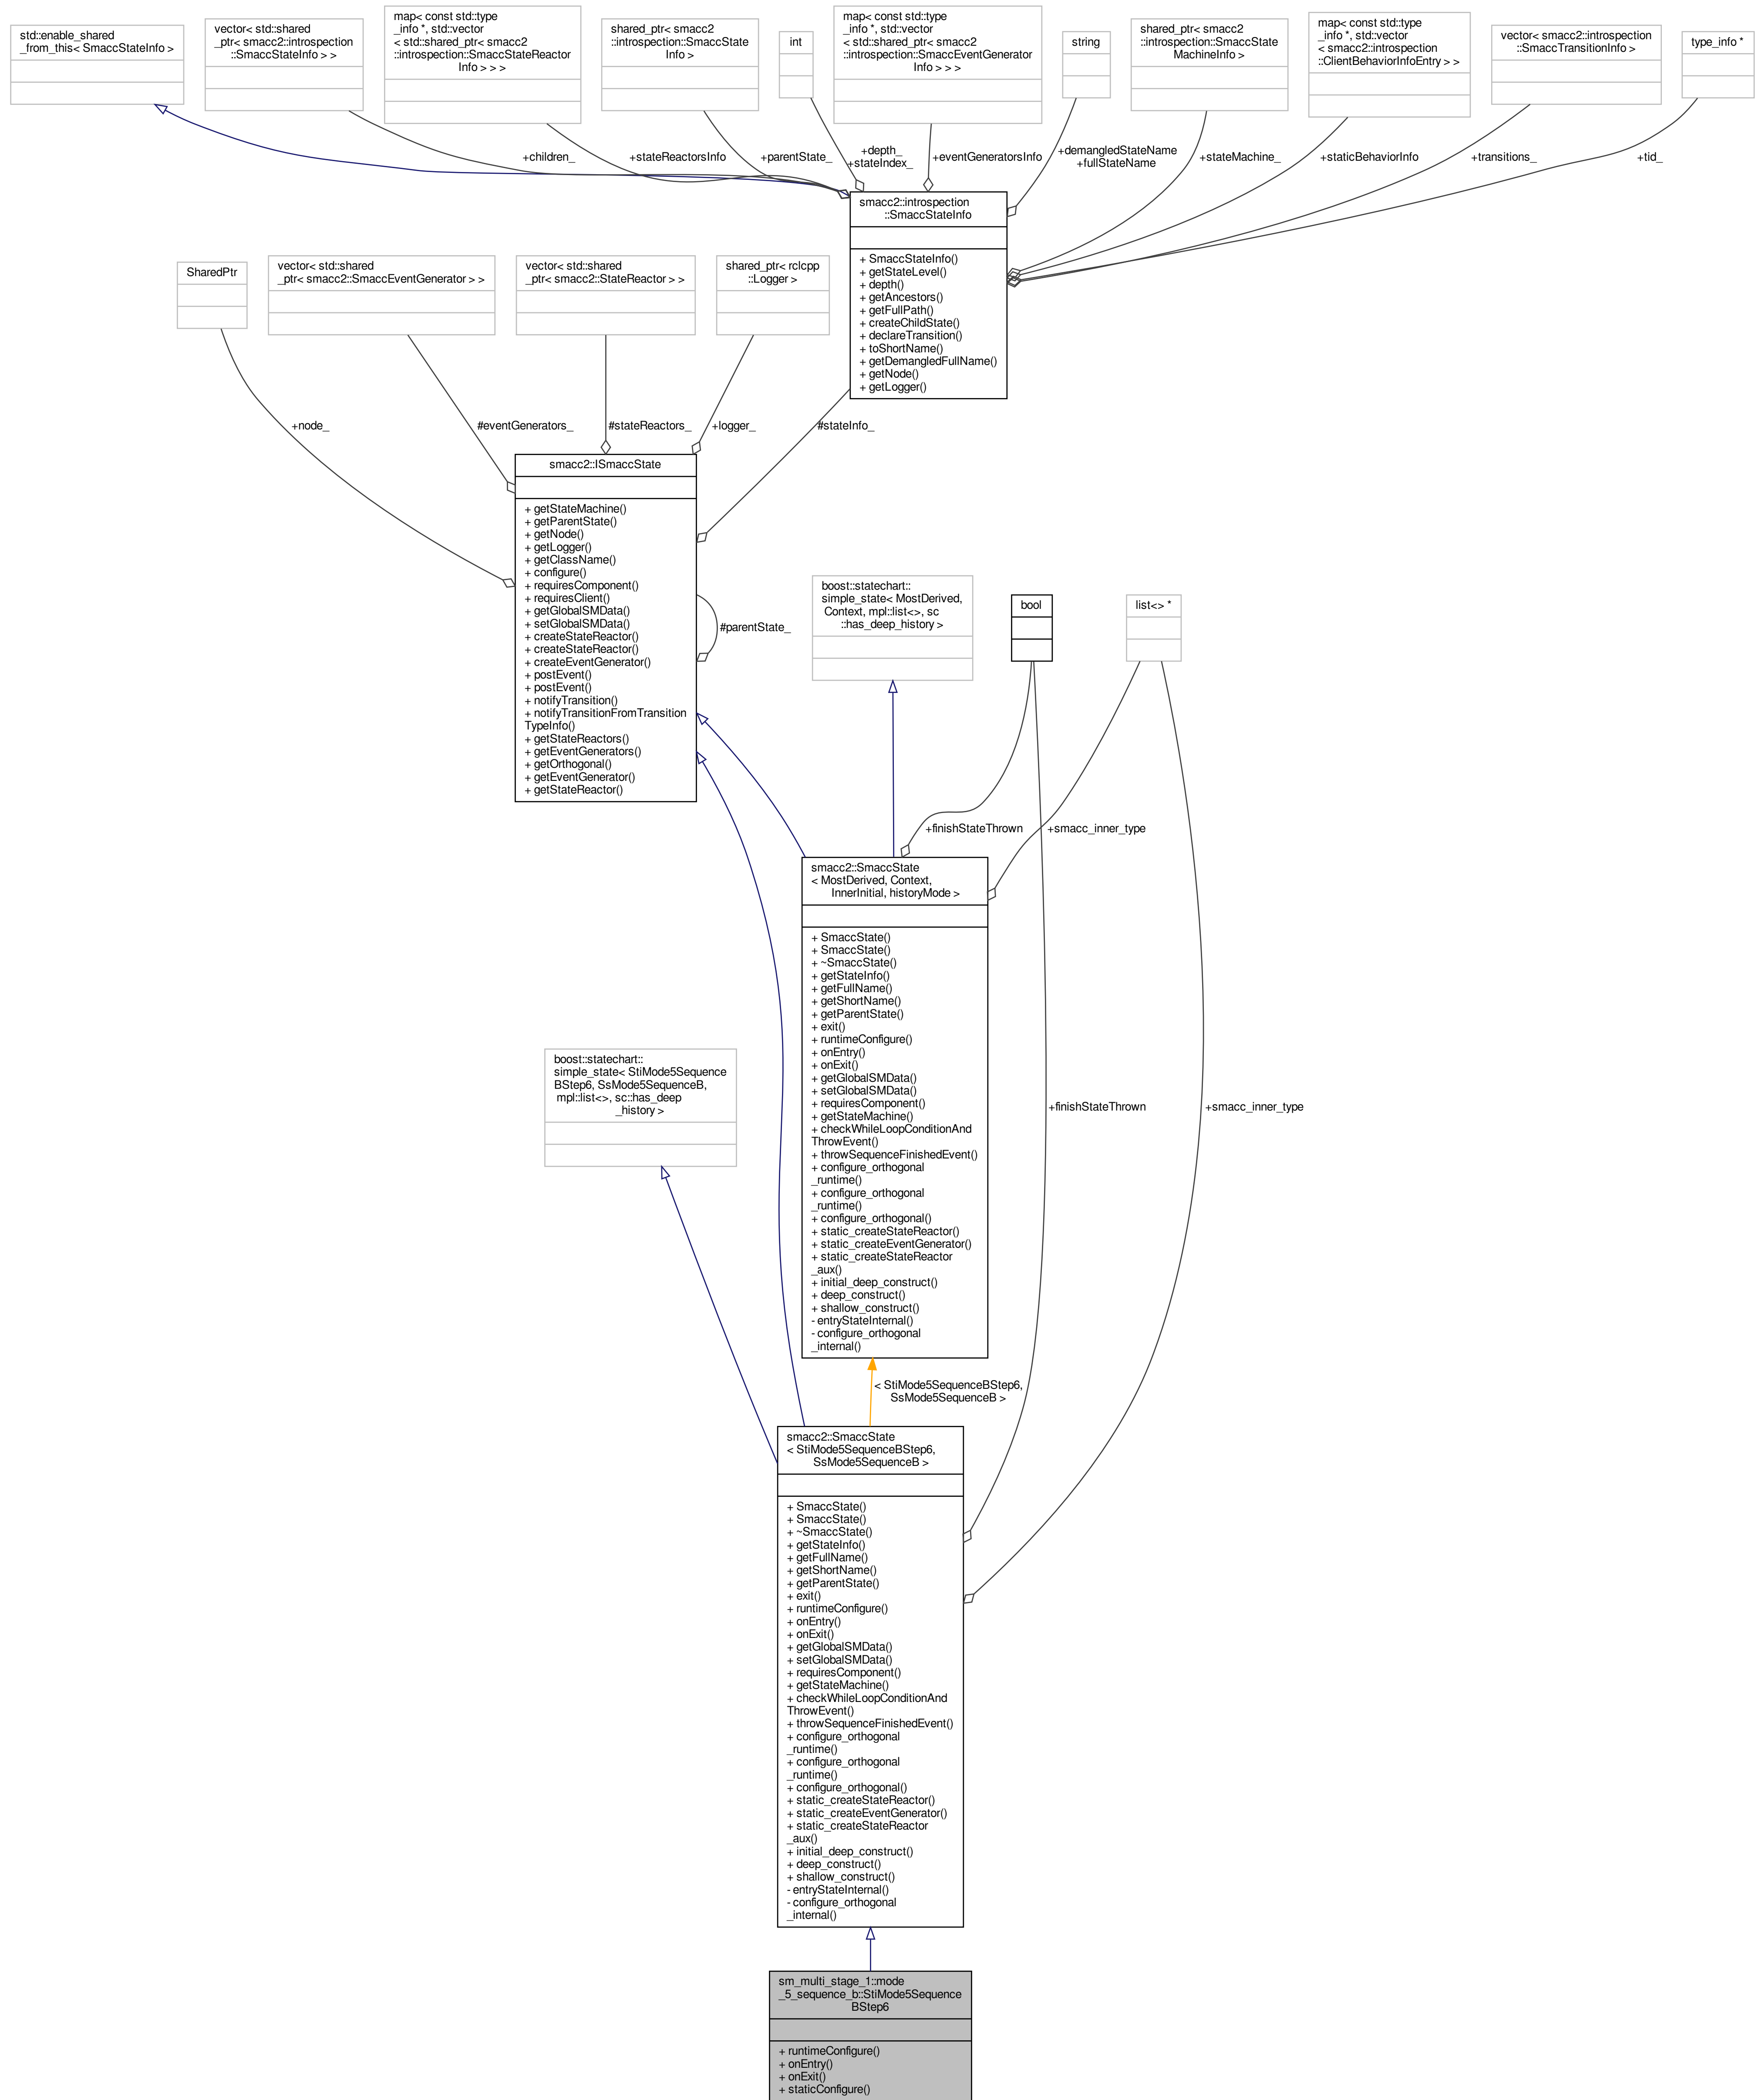 std::enable_shared
_from_this< SmaccStateInfo >
vector< std::shared
_ptr< smacc2::introspection
::SmaccStateInfo > >
map< const std::type
_info *, std::vector
< std::shared_ptr< smacc2
::introspection::SmaccStateReactor
Info > > >
shared_ptr< smacc2
::introspection::SmaccState
Info >
int
map< const std::type
_info *, std::vector
< std::shared_ptr< smacc2
::introspection::SmaccEventGenerator
Info > > >
string
shared_ptr< smacc2
::introspection::SmaccState
MachineInfo >
map< const std::type
_info *, std::vector
< smacc2::introspection
::ClientBehaviorInfoEntry > >
vector< smacc2::introspection
::SmaccTransitionInfo >
type_info *
+children_
+stateReactorsInfo
+parentState_
+depth_
+stateIndex_
+eventGeneratorsInfo
+demangledStateName
+fullStateName
+stateMachine_
+staticBehaviorInfo
+transitions_
+tid_
smacc2::introspection
::SmaccStateInfo
+ SmaccStateInfo()
+ getStateLevel()
+ depth()
+ getAncestors()
+ getFullPath()
+ createChildState()
+ declareTransition()
+ toShortName()
+ getDemangledFullName()
+ getNode()
+ getLogger()
SharedPtr
vector< std::shared
_ptr< smacc2::SmaccEventGenerator > >
vector< std::shared
_ptr< smacc2::StateReactor > >
shared_ptr< rclcpp
::Logger >
+node_
#eventGenerators_
#stateReactors_
+logger_
#stateInfo_
smacc2::ISmaccState
+ getStateMachine()
+ getParentState()
+ getNode()
+ getLogger()
+ getClassName()
+ configure()
+ requiresComponent()
+ requiresClient()
+ getGlobalSMData()
+ setGlobalSMData()
+ createStateReactor()
+ createStateReactor()
+ createEventGenerator()
+ postEvent()
+ postEvent()
+ notifyTransition()
+ notifyTransitionFromTransition
TypeInfo()
+ getStateReactors()
+ getEventGenerators()
+ getOrthogonal()
+ getEventGenerator()
+ getStateReactor()
#parentState_
boost::statechart::
simple_state< MostDerived,
Context, mpl::list<>, sc
::has_deep_history >
bool
list<> *
+finishStateThrown
+smacc_inner_type
smacc2::SmaccState
< MostDerived, Context,
InnerInitial, historyMode >
+ SmaccState()
+ SmaccState()
+ ~SmaccState()
+ getStateInfo()
+ getFullName()
+ getShortName()
+ getParentState()
+ exit()
+ runtimeConfigure()
+ onEntry()
+ onExit()
+ getGlobalSMData()
+ setGlobalSMData()
+ requiresComponent()
+ getStateMachine()
+ checkWhileLoopConditionAnd
ThrowEvent()
+ throwSequenceFinishedEvent()
+ configure_orthogonal
_runtime()
+ configure_orthogonal
_runtime()
+ configure_orthogonal()
+ static_createStateReactor()
+ static_createEventGenerator()
+ static_createStateReactor
_aux()
+ initial_deep_construct()
+ deep_construct()
+ shallow_construct()
- entryStateInternal()
- configure_orthogonal
_internal()
boost::statechart::
simple_state< StiMode5Sequence
BStep6, SsMode5SequenceB,
mpl::list<>, sc::has_deep
_history >
+finishStateThrown
+smacc_inner_type
< StiMode5SequenceBStep6,
SsMode5SequenceB >
smacc2::SmaccState
< StiMode5SequenceBStep6,
SsMode5SequenceB >
+ SmaccState()
+ SmaccState()
+ ~SmaccState()
+ getStateInfo()
+ getFullName()
+ getShortName()
+ getParentState()
+ exit()
+ runtimeConfigure()
+ onEntry()
+ onExit()
+ getGlobalSMData()
+ setGlobalSMData()
+ requiresComponent()
+ getStateMachine()
+ checkWhileLoopConditionAnd
ThrowEvent()
+ throwSequenceFinishedEvent()
+ configure_orthogonal
_runtime()
+ configure_orthogonal
_runtime()
+ configure_orthogonal()
+ static_createStateReactor()
+ static_createEventGenerator()
+ static_createStateReactor
_aux()
+ initial_deep_construct()
+ deep_construct()
+ shallow_construct()
- entryStateInternal()
- configure_orthogonal
_internal()
sm_multi_stage_1::mode
_5_sequence_b::StiMode5Sequence
BStep6
+ runtimeConfigure()
+ onEntry()
+ onExit()
+ staticConfigure()